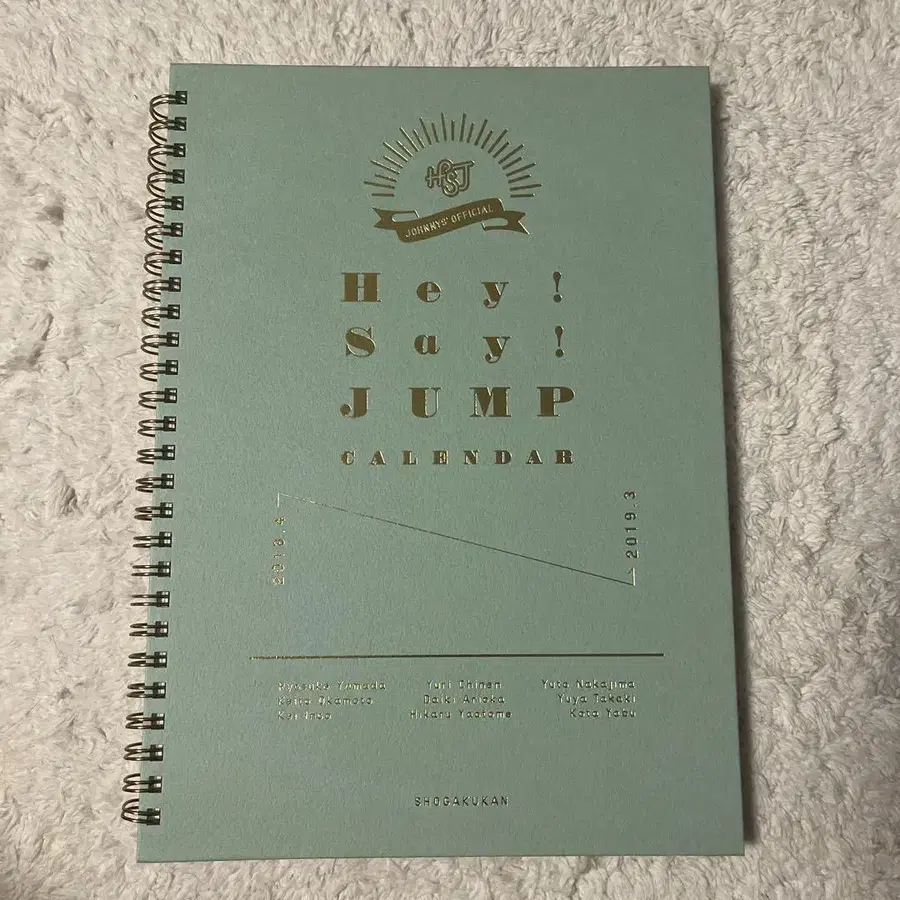 HSJ
JOHNNYS' OFFICIAL
Hey!
Say!
JUMP
CALENDAR
2018.4
2019.3
Ryosuke Yamada Yuri Chinen Yuto Nakajima
Keito Okamoto Daiki Arioka Yuya Takaki
Kei Inoo Hikaru Yaotome Kota Yabu
SHOGAKUKAN